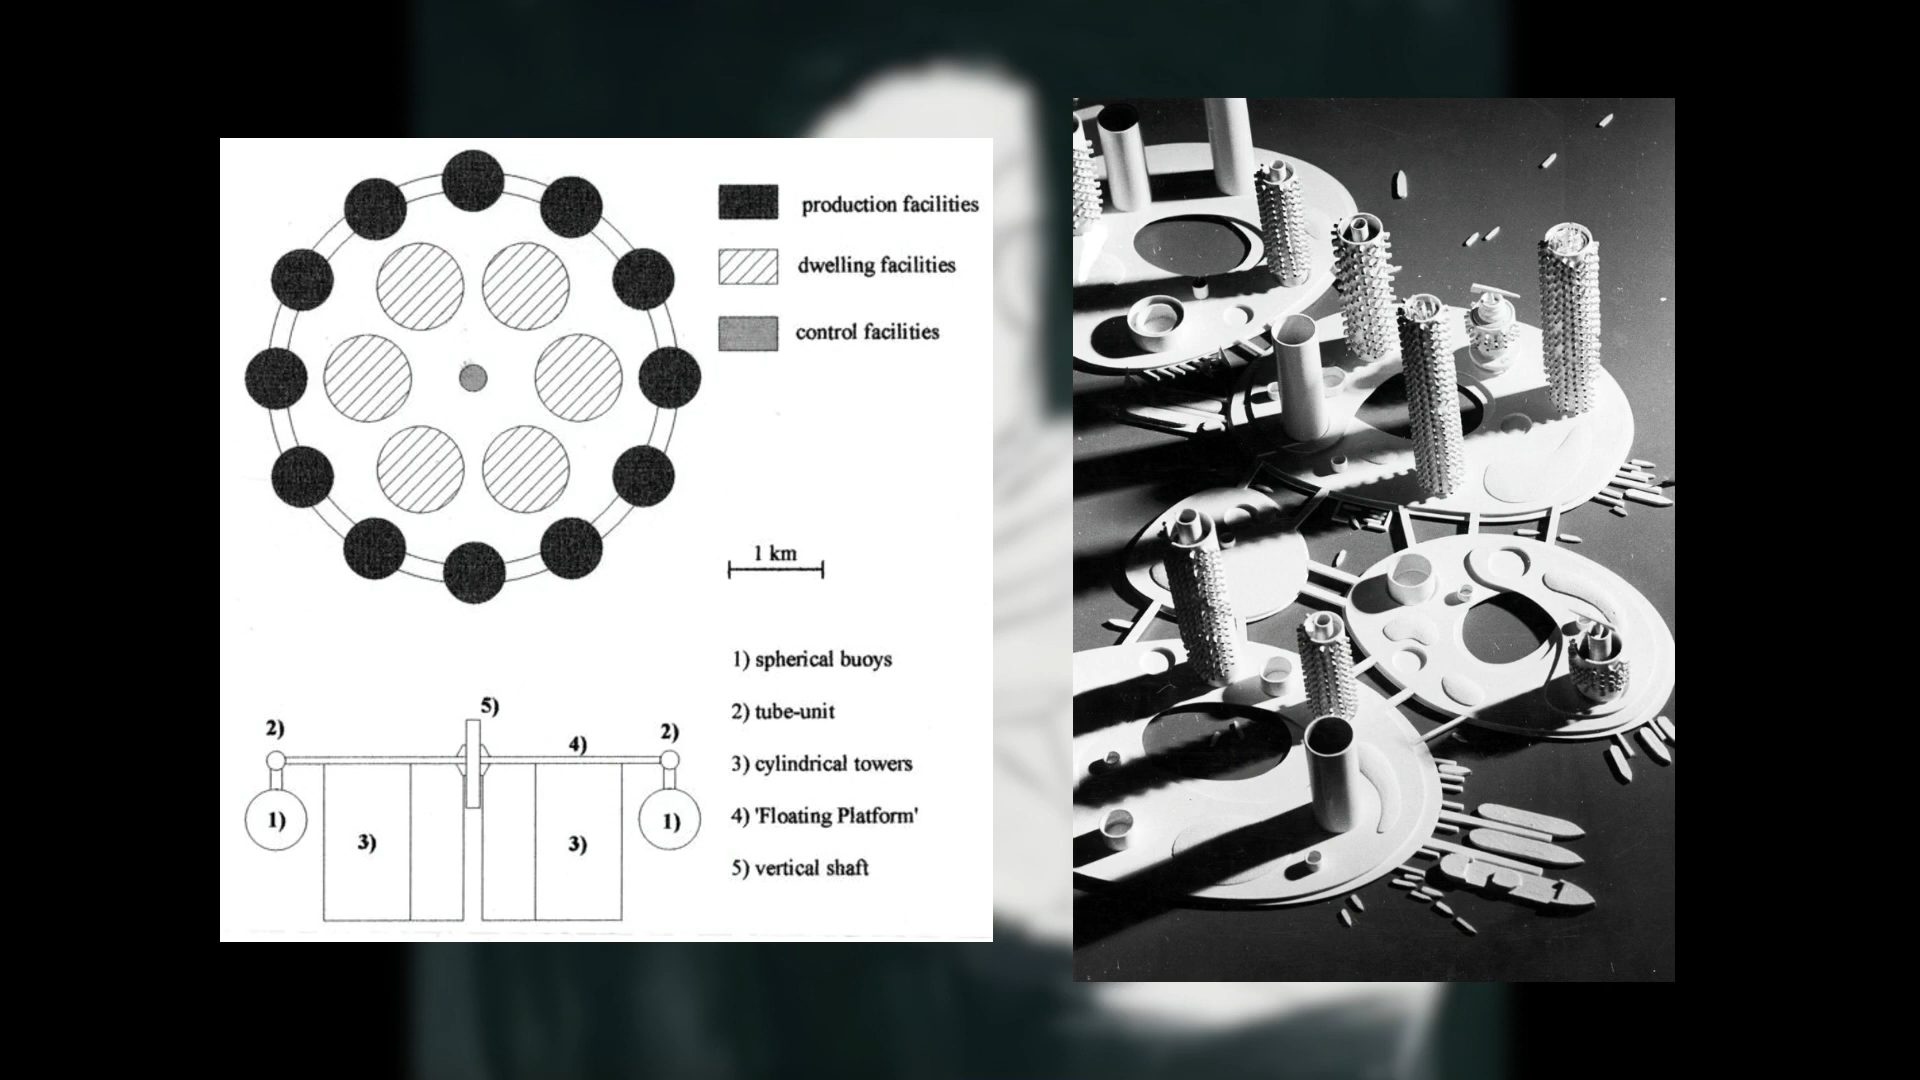 production facilities
dwelling facilities
control facilities
1 km
1) spherical buoys
2) tube-unit
3) cylindrical towers
4) 'Floating Platform'
5) vertical shaft
5)
2)
4)
2)
1)
3)
3)
1)